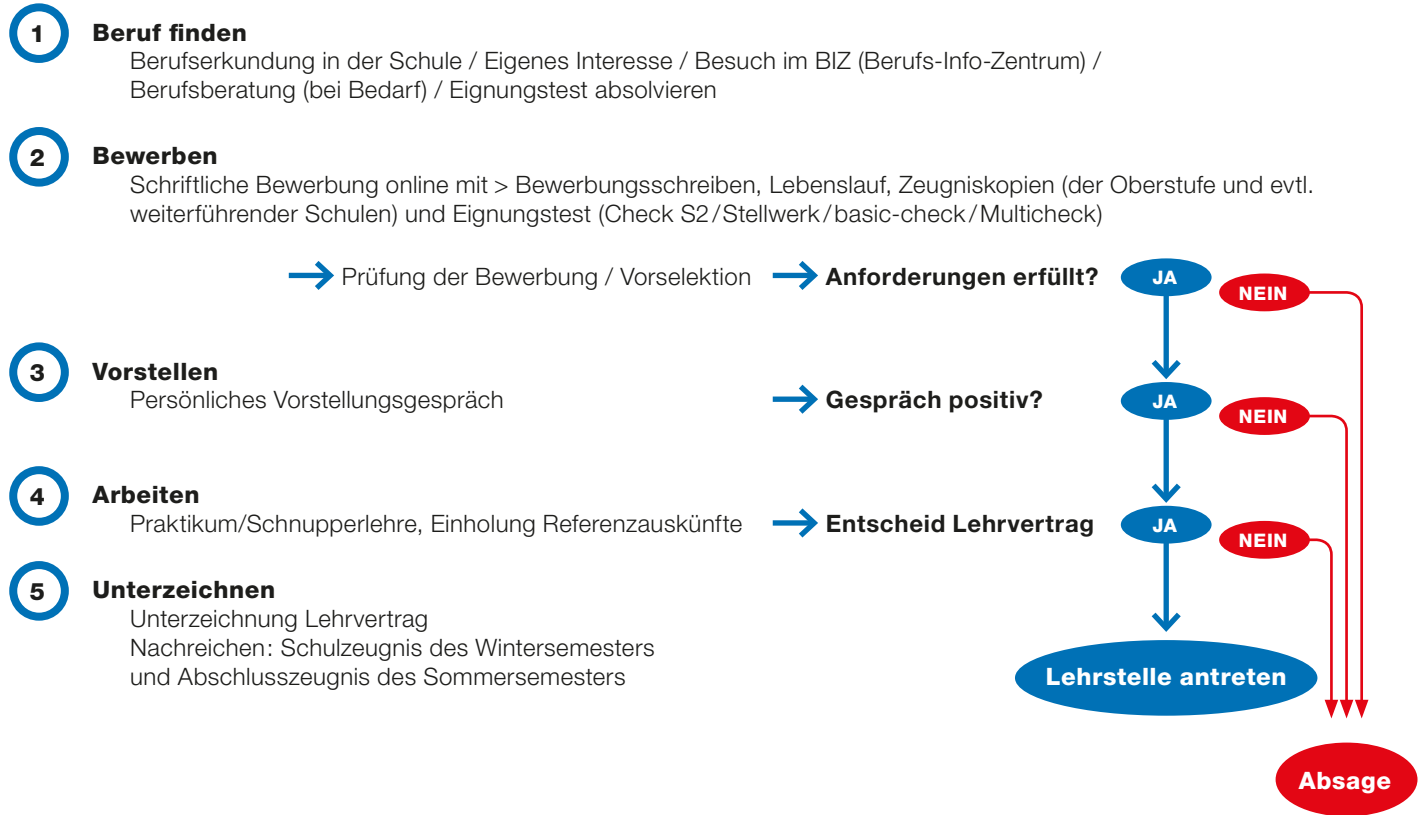 1 Beruf finden
Berufserkundung in der Schule / Eigenes Interesse / Besuch im BIZ (Berufs-Info-Zentrum) /
Berufsberatung (bei Bedarf) / Eignungstest absolvieren
2 Bewerben
Schriftliche Bewerbung online mit > Bewerbungsschreiben, Lebenslauf, Zeugniskopien (der Oberstufe und evtl.
weiterführender Schulen) und Eignungstest (Check S2/Stellwerk/basic-check/Multicheck)
Prüfung der Bewerbung / Vorselektion Anforderungen erfüllt? JA NEIN
3 Vorstellen
Persönliches Vorstellungsgespräch Gespräch positiv? JA NEIN
4 Arbeiten
Praktikum/Schnupperlehre, Einholung Referenzauskünfte Entscheid Lehrvertrag JA NEIN
5 Unterzeichnen
Unterzeichnung Lehrvertrag
Nachreichen: Schulzeugnis des Wintersemesters
und Abschlusszeugnis des Sommersemesters
Lehrstelle antreten
Absage